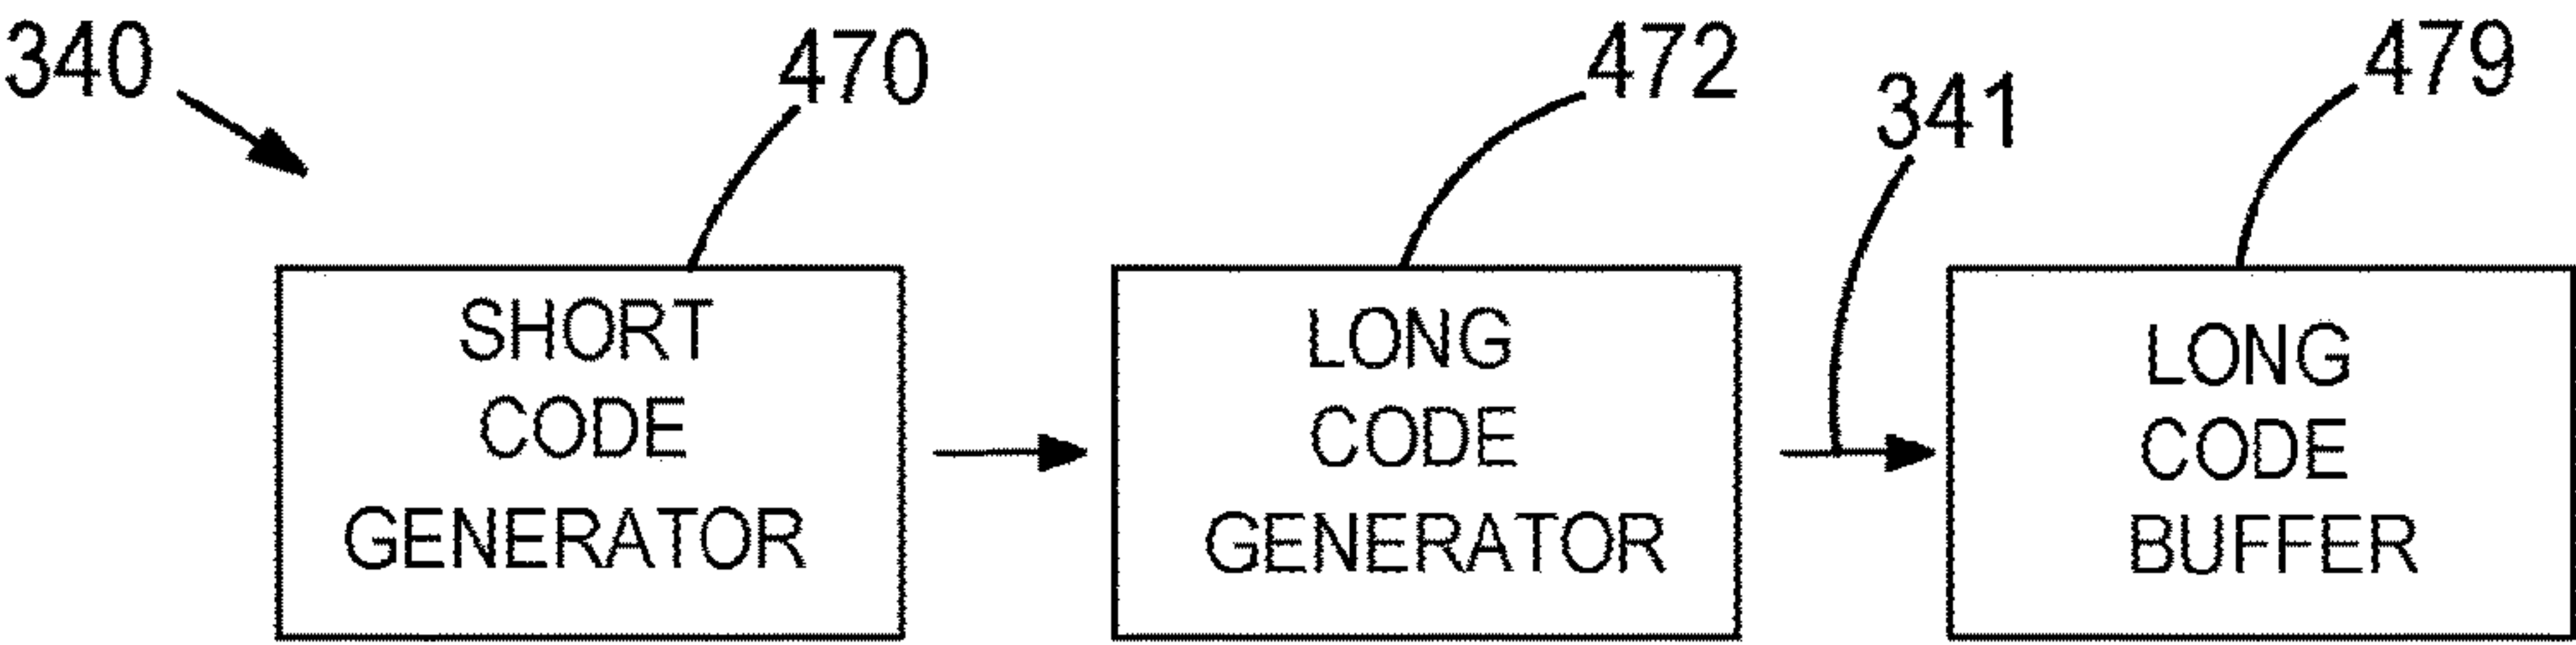 340
470
472
341
479
SHORT
CODE
GENERATOR
LONG
CODE
GENERATOR
LONG
CODE
BUFFER